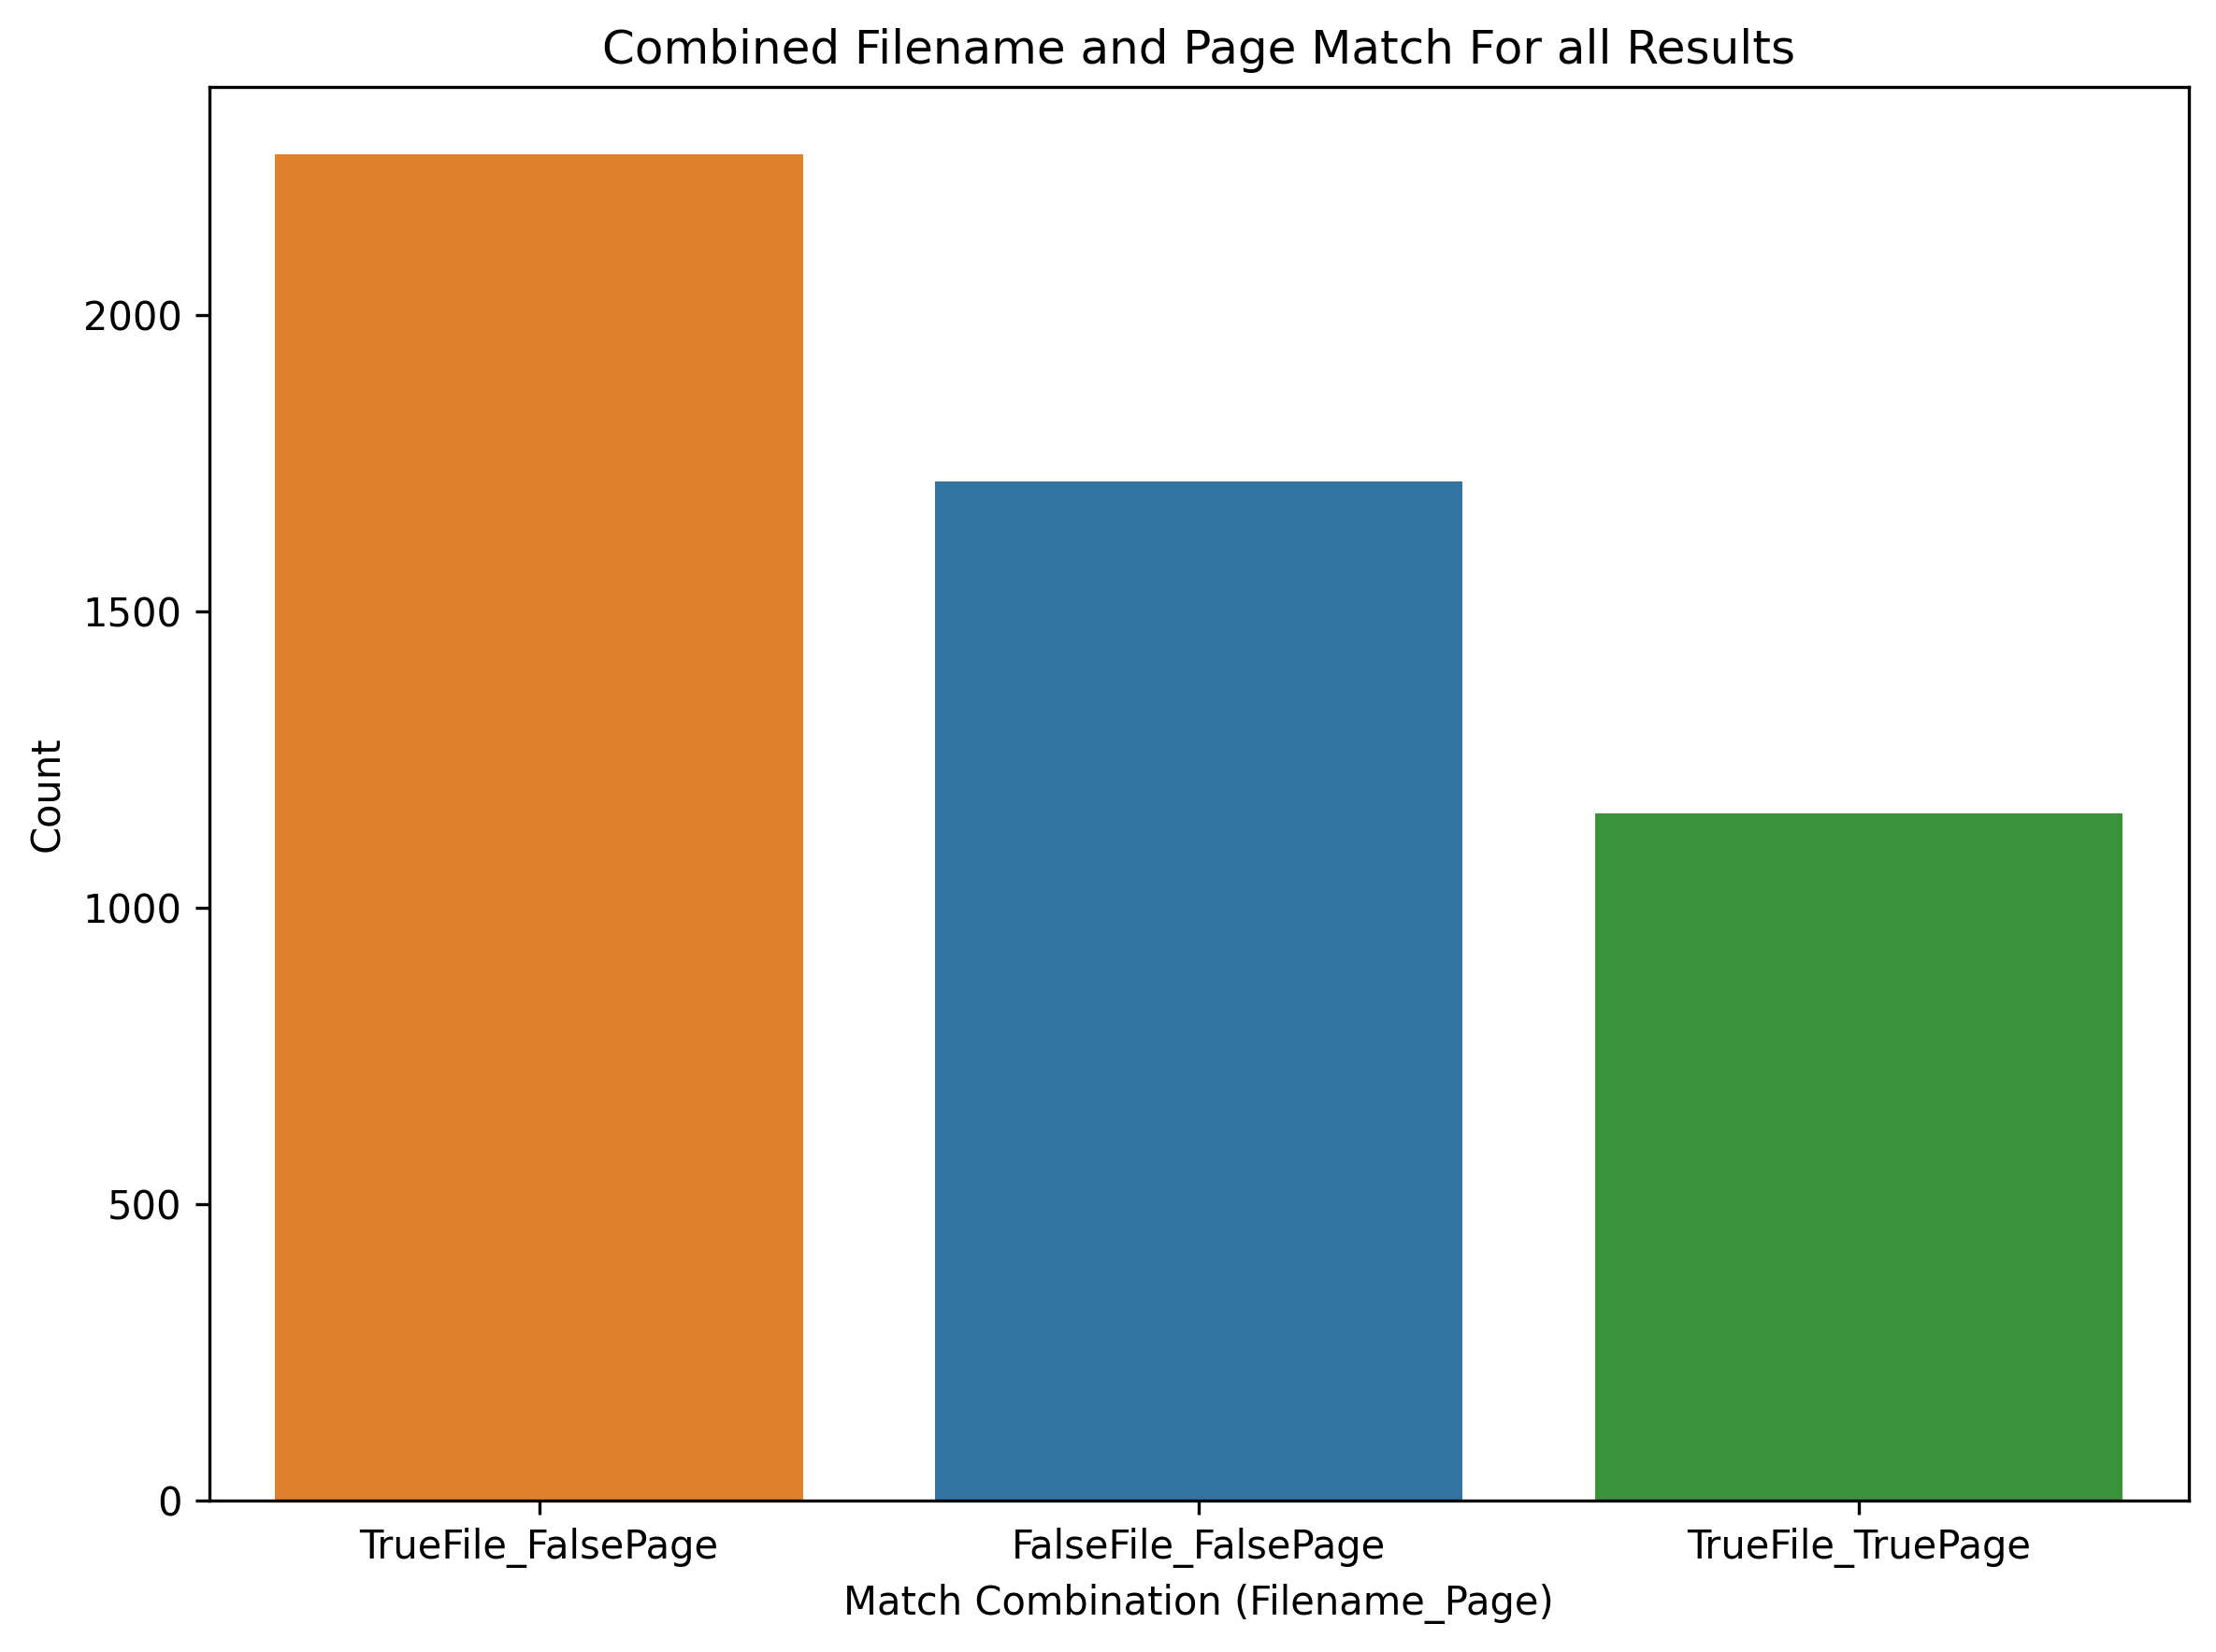 Combined Filename and Page Match For all Results
Count
2000
1500
1000
500
0
TrueFile_FalsePage
FalseFile_FalsePage
TrueFile_TruePage
Match Combination (Filename_Page)